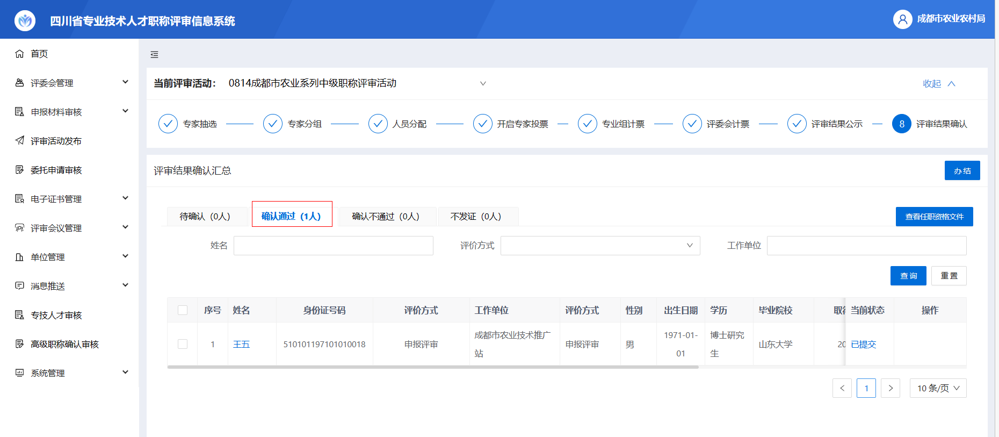 四川省专业技术人才职称评审信息系统
成都市农业农村局
首页
评委会管理
申报材料审核
评审活动发布
委托申请审核
电子证书管理
评审会议管理
单位管理
消息推送
专技人才审核
高级职称确认审核
系统管理
当前评审活动： 0814成都市农业系列中级职称评审活动
收起
专家抽选 专家分组 人员分配 开启专家投票 专业组计票 评委会计票 评审结果公示 8 评审结果确认
评审结果确认汇总
办结
待确认（0人） 确认通过（1人） 确认不通过（0人） 不发证（0人）
查看任职资格文件
姓名 评价方式 工作单位
查询 重置
序号 姓名 身份证号码 评价方式 工作单位 评价方式 性别 出生日期 学历 毕业院校 取 当前状态 操作
1 王五 510101197101010018 申报评审 成都市农业技术推广站 申报评审 男 1971-01-01 博士研究生 山东大学 20 已提交
< 1 > 10 条/页